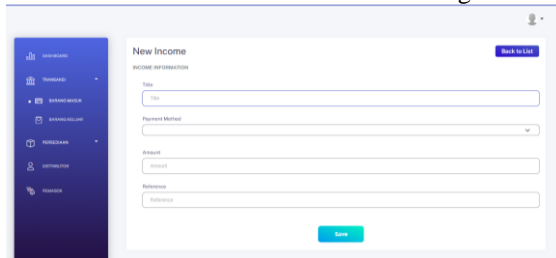 New Income
Back to List
INCOME INFORMATION
Title
Title
Payment Method
Amount
Amount
Reference
Reference
Save
DASHBOARD
TRANSAKSI
BARANG MASUK
BARANG KELUAR
PERSEDIAAN
DISTRIBUTOR
PEMASOK